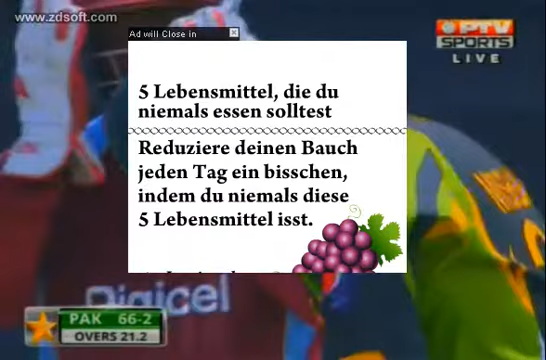 www.zdsoft.com
PTV
SPORTS
LIVE
Ad will Close in
5 Lebensmittel, die du
niemals essen solltest
Reduziere deinen Bauch
jeden Tag ein bisschen,
indem du niemals diese
5 Lebensmittel isst.
Digicel
PAK 66-2
OVERS 21.2